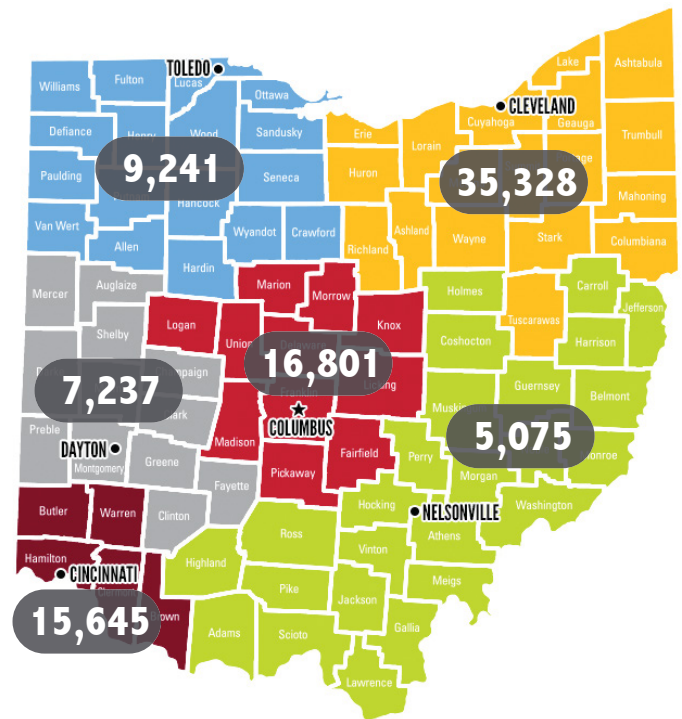 TOLEDO
Williams
Fulton
Lucas
Ottawa
Defiance
Henry
Wood
Sandusky
9,241
Paulding
Seneca
Hancock
Van Wert
Allen
Wyandot
Crawford
Hardin
Lake
Ashtabula
CLEVELAND
Cuyahoga
Geauga
Erie
Lorain
Trumbull
Huron
35,328
Mahoning
Ashland
Wayne
Stark
Columbiana
Richland
Tuscarawas
Mercer
Auglaize
Shelby
7,237
DAYTON
Preble
Montgomery
Greene
Fayette
Clinton
Marion
Morrow
Logan
Union
Delaware
Knox
16,801
Licking
Franklin
COLUMBUS
Madison
Fairfield
Pickaway
Holmes
Carroll
Jefferson
Coshocton
Harrison
Guernsey
Belmont
5,075
Perry
Morgan
Washington
Hocking
NELSONVILLE
Athens
Ross
Vinton
Highland
Meigs
Pike
Jackson
Gallia
Adams
Scioto
Lawrence
Butler
Warren
Hamilton
CINCINNATI
Clermont
15,645
Brown